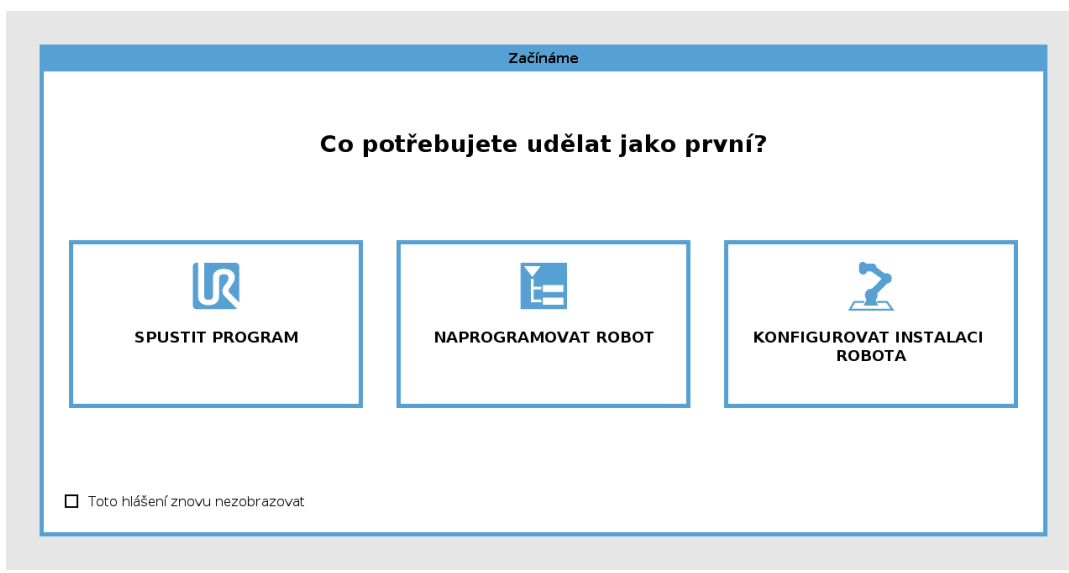 Začínáme
Co potřebujete udělat jako první?
SPUSTIT PROGRAM
NAPROGRAMOVAT ROBOT
KONFIGUROVAT INSTALACI
ROBOTA
Toto hlášení znovu nezobrazovat